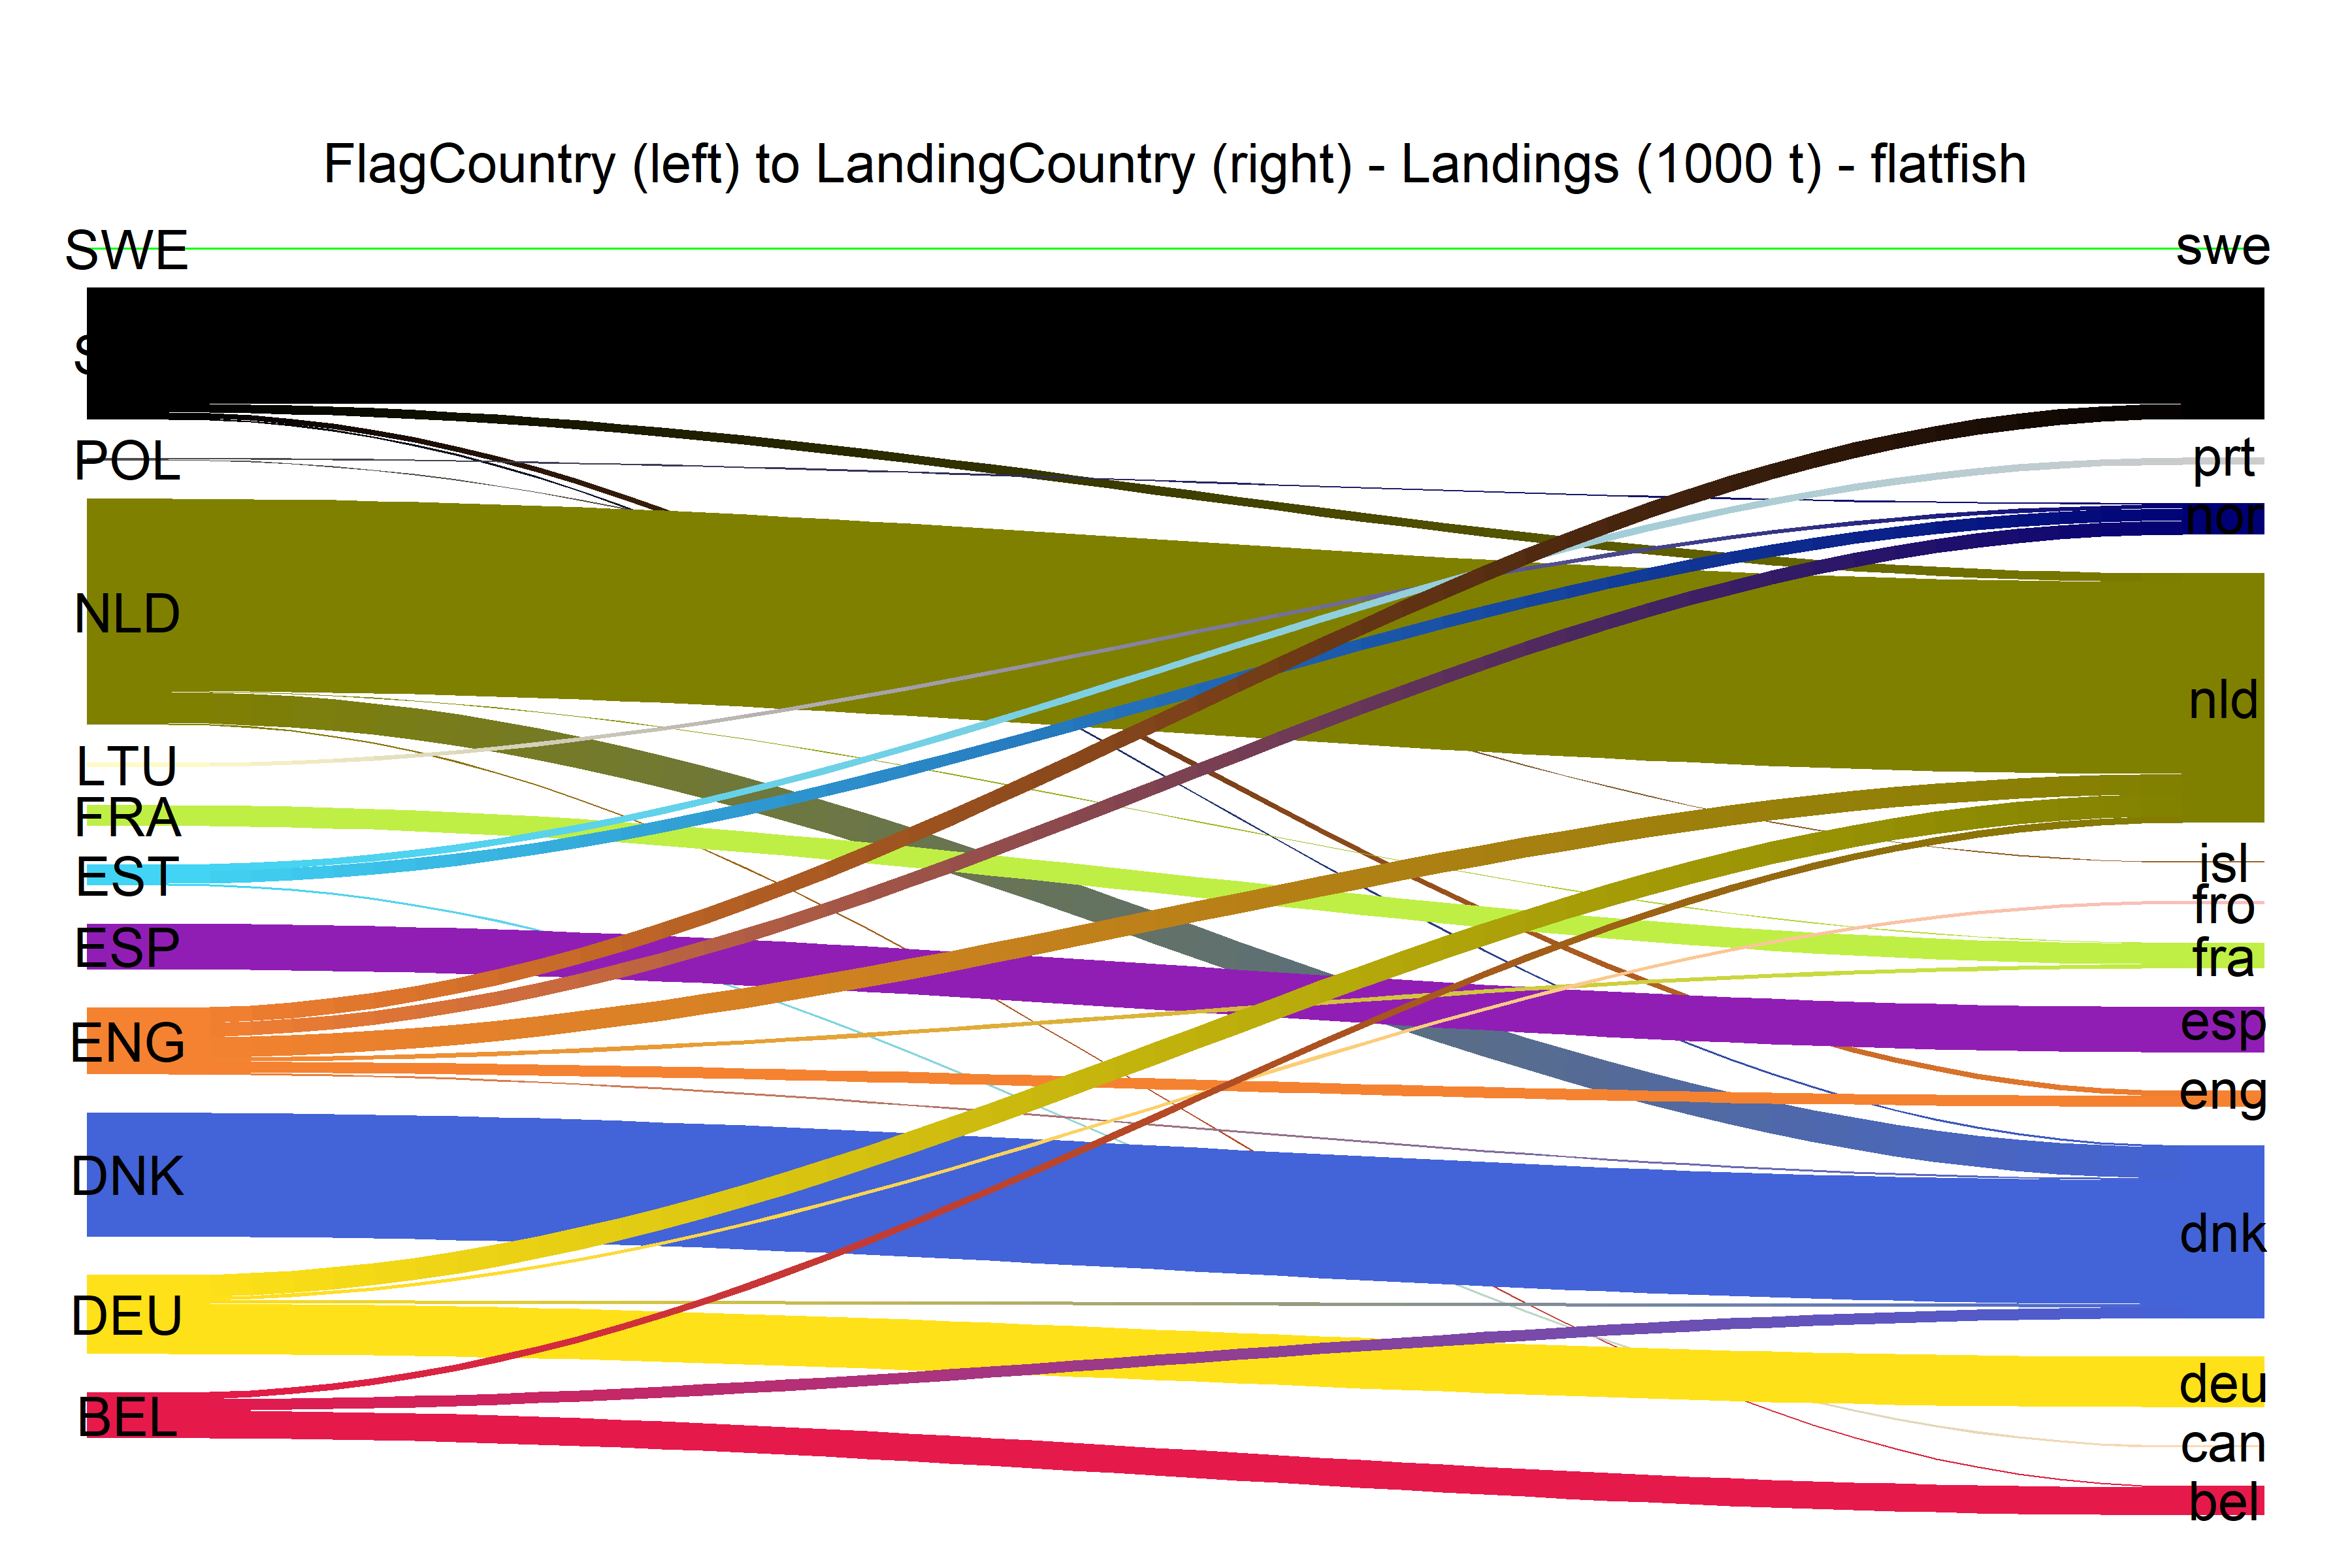 FlagCountry (left) to LandingCountry (right) - Landings (1000 t) - flatfish
SWE
POL
NLD
LTU
FRA
EST
ESP
ENG
DNK
DEU
BEL
swe
prt
nor
nld
isl
fro
fra
esp
eng
dnk
deu
can
bel